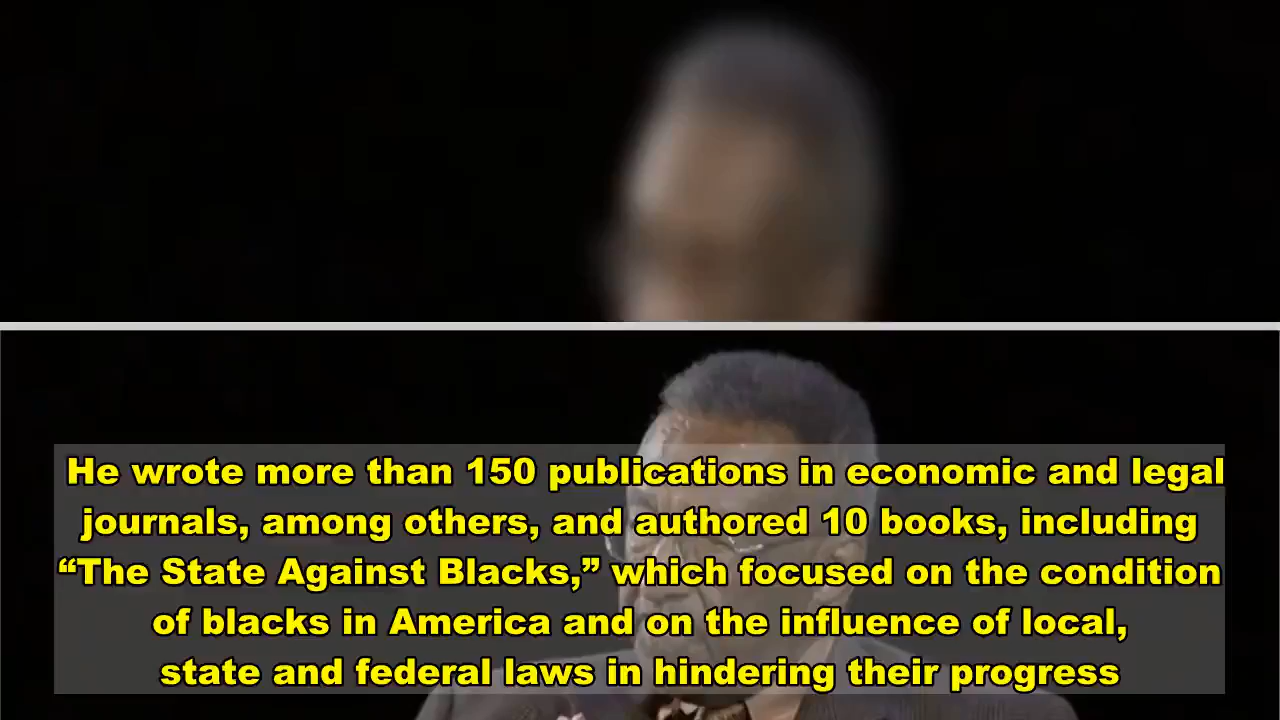 He wrote more than 150 publications in economic and legal
journals, among others, and authored 10 books, including
“The State Against Blacks,” which focused on the condition
of blacks in America and on the influence of local,
state and federal laws in hindering their progress